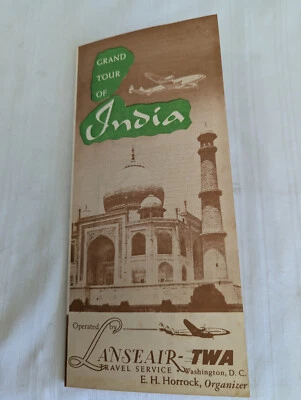 GRAND
TOUR
OF
India
Operated by
LANSEAIR - TWA
TRAVEL SERVICE Washington, D. C.
E. H. Horrock, Organizer